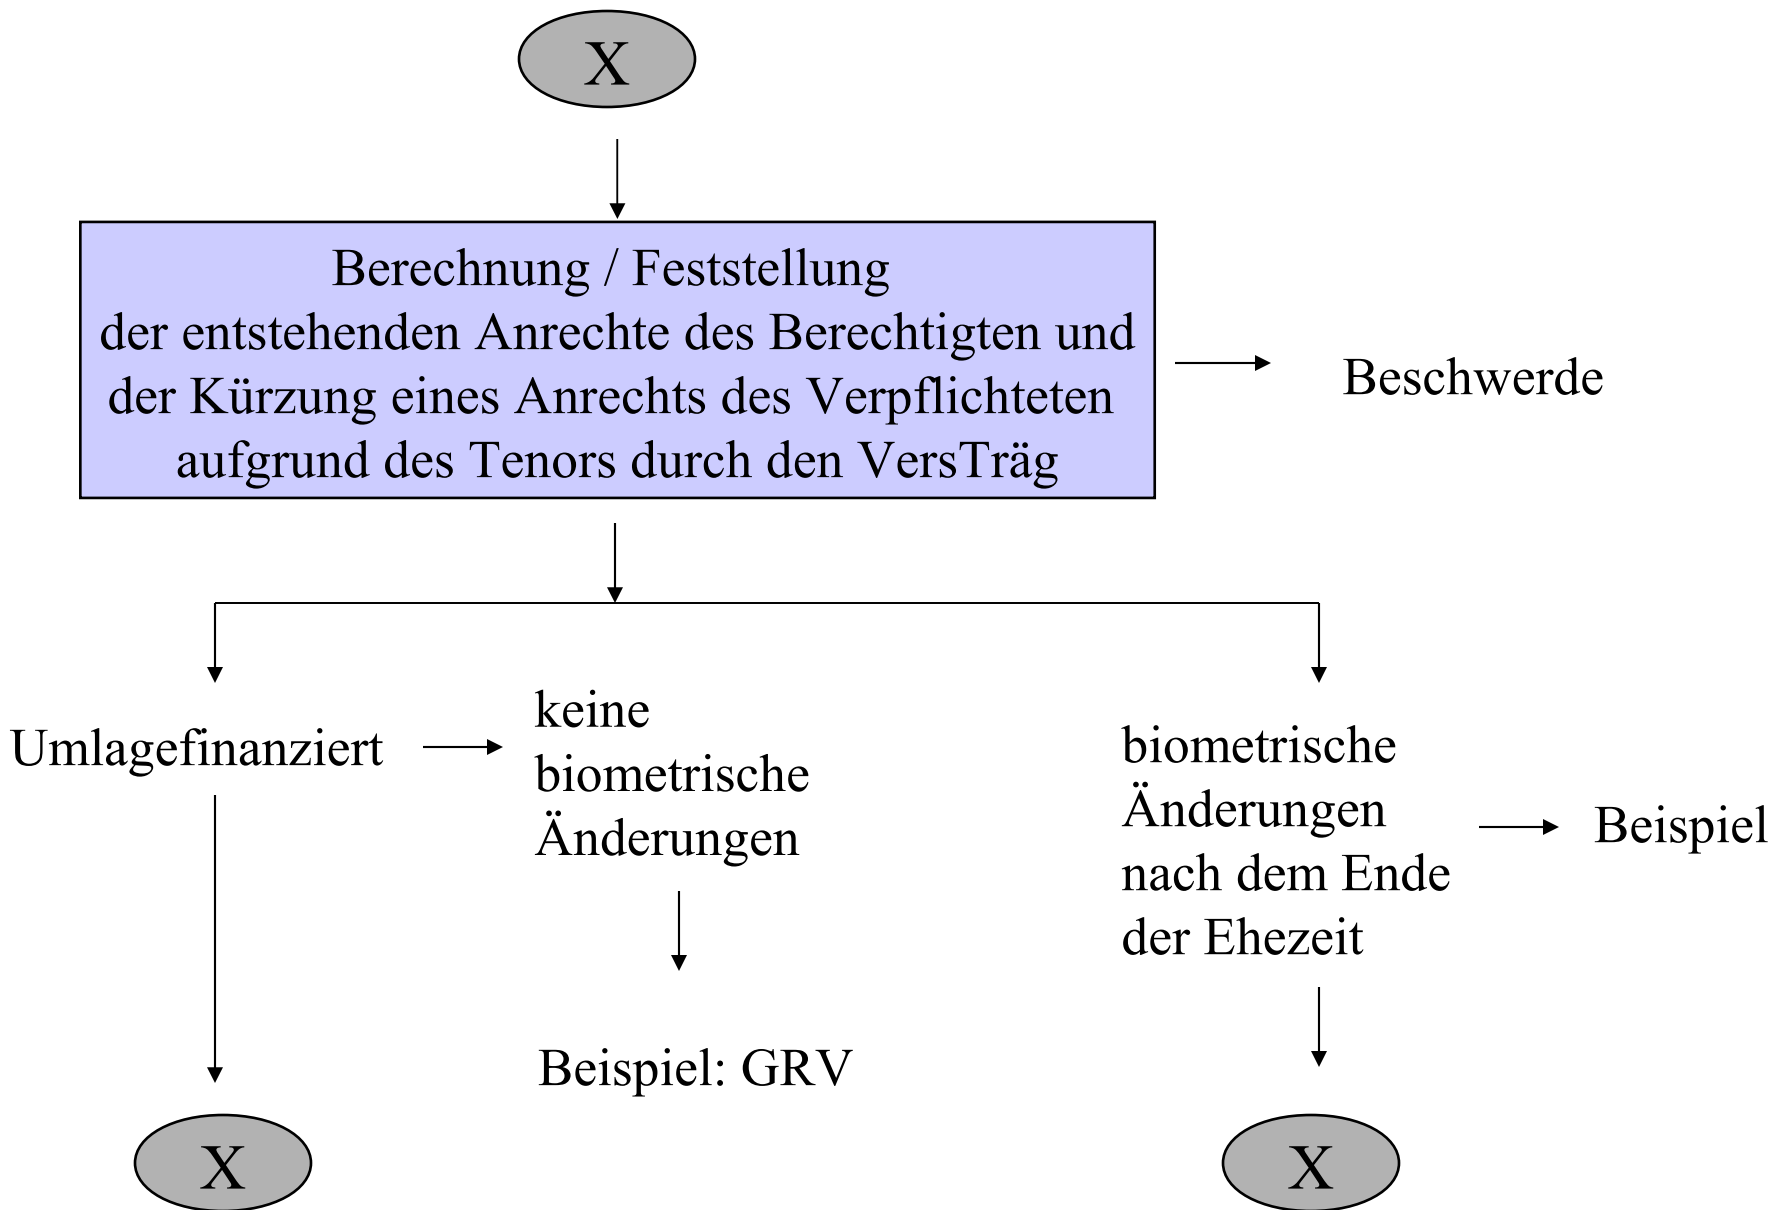 X
Berechnung / Feststellung
der entstehenden Anrechte des Berechtigten und
der Kürzung eines Anrechts des Verpflichteten
aufgrund des Tenors durch den VersTräg
Beschwerde
Umlagefinanziert
keine
biometrische
Änderungen
Beispiel: GRV
biometrische
Änderungen
nach dem Ende
der Ehezeit
Beispiel
X
X